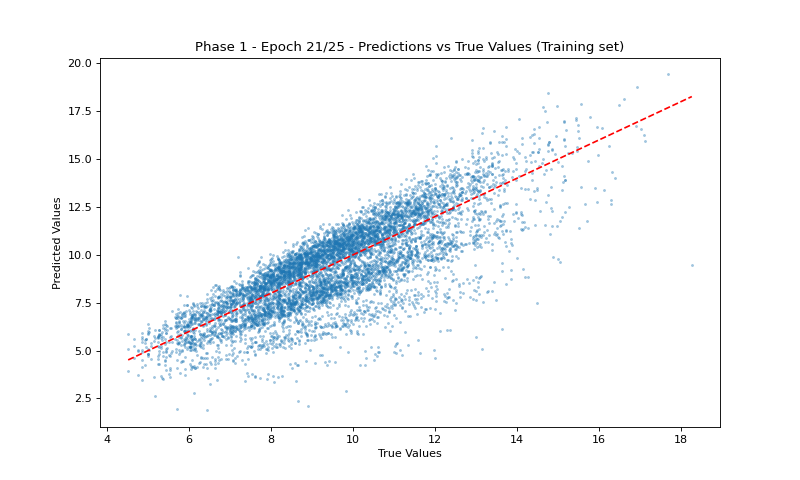 Phase 1 - Epoch 21/25 - Predictions vs True Values (Training set)
20.0
17.5
15.0
12.5
10.0
7.5
5.0
2.5
Predicted Values
4 6 8 10 12 14 16 18
True Values